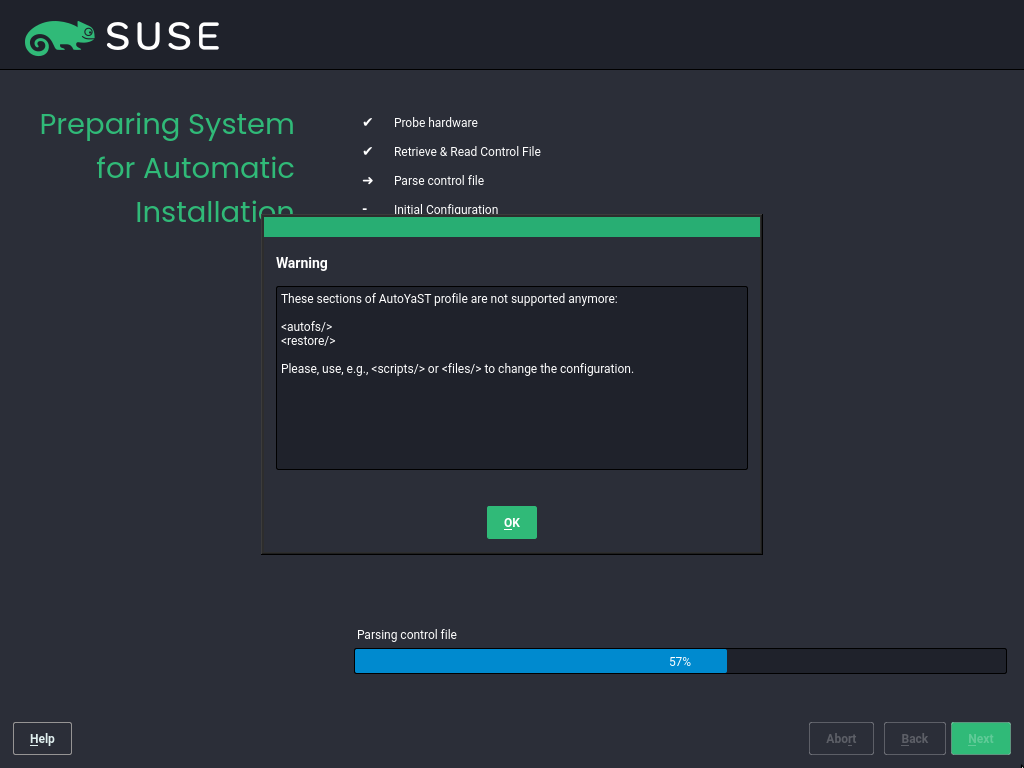 SUSE
Preparing System
for Automatic
Installation
✔ Probe hardware
✔ Retrieve & Read Control File
➔ Parse control file
- Initial Configuration
Warning
These sections of AutoYaST profile are not supported anymore:
<autofs/>
<restore/>
Please, use, e.g., <scripts/> or <files/> to change the configuration.
OK
Parsing control file
57%
Help Abort Back Next